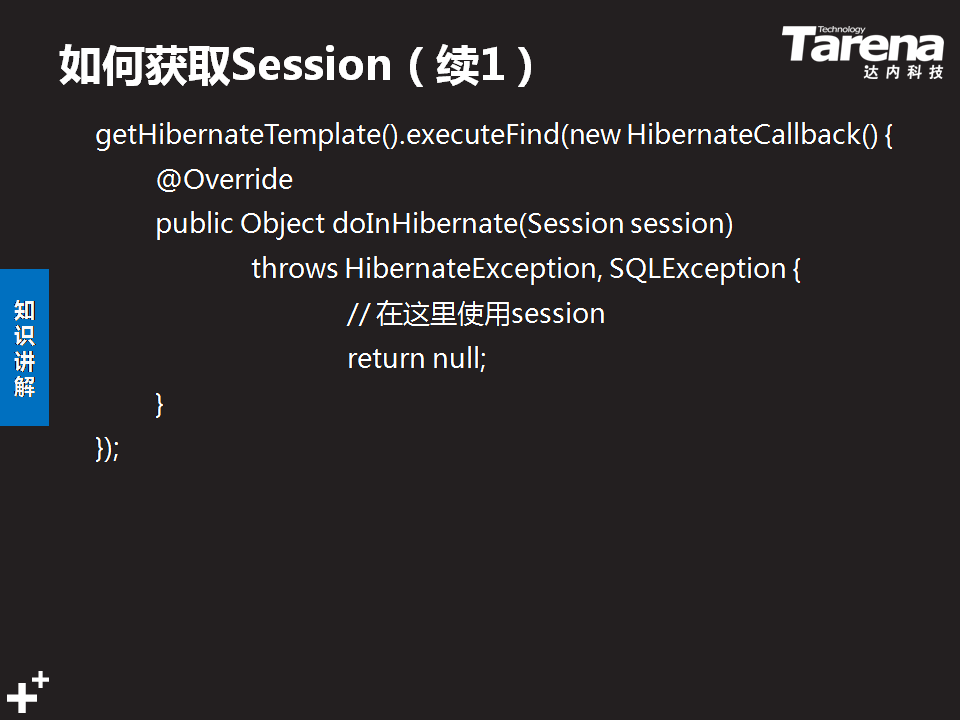 如何获取Session（续1）
Technology
Tarena
达内科技
getHibernateTemplate().executeFind(new HibernateCallback() {
@Override
public Object doInHibernate(Session session)
throws HibernateException, SQLException {
// 在这里使用session
return null;
}
});
知识讲解